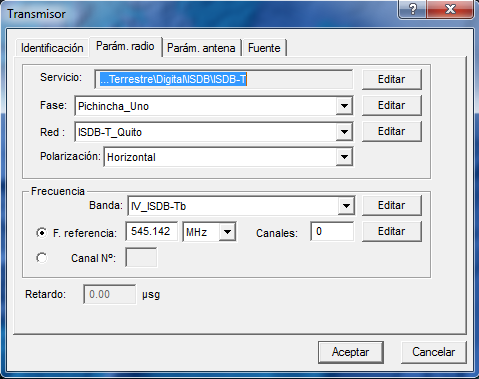 Transmisor
Identificación Parám. radio Parám. antena Fuente
Servicio: ...Terrestre\Digital\ISDB\ISDB-T Editar
Fase: Pichincha_Uno Editar
Red : ISDB-T_Quito Editar
Polarización: Horizontal
Frecuencia
Banda: IV_ISDB-Tb Editar
F. referencia: 545.142 MHz Canales: 0 Editar
Canal Nº:
Retardo: 0.00 µsg
Aceptar Cancelar